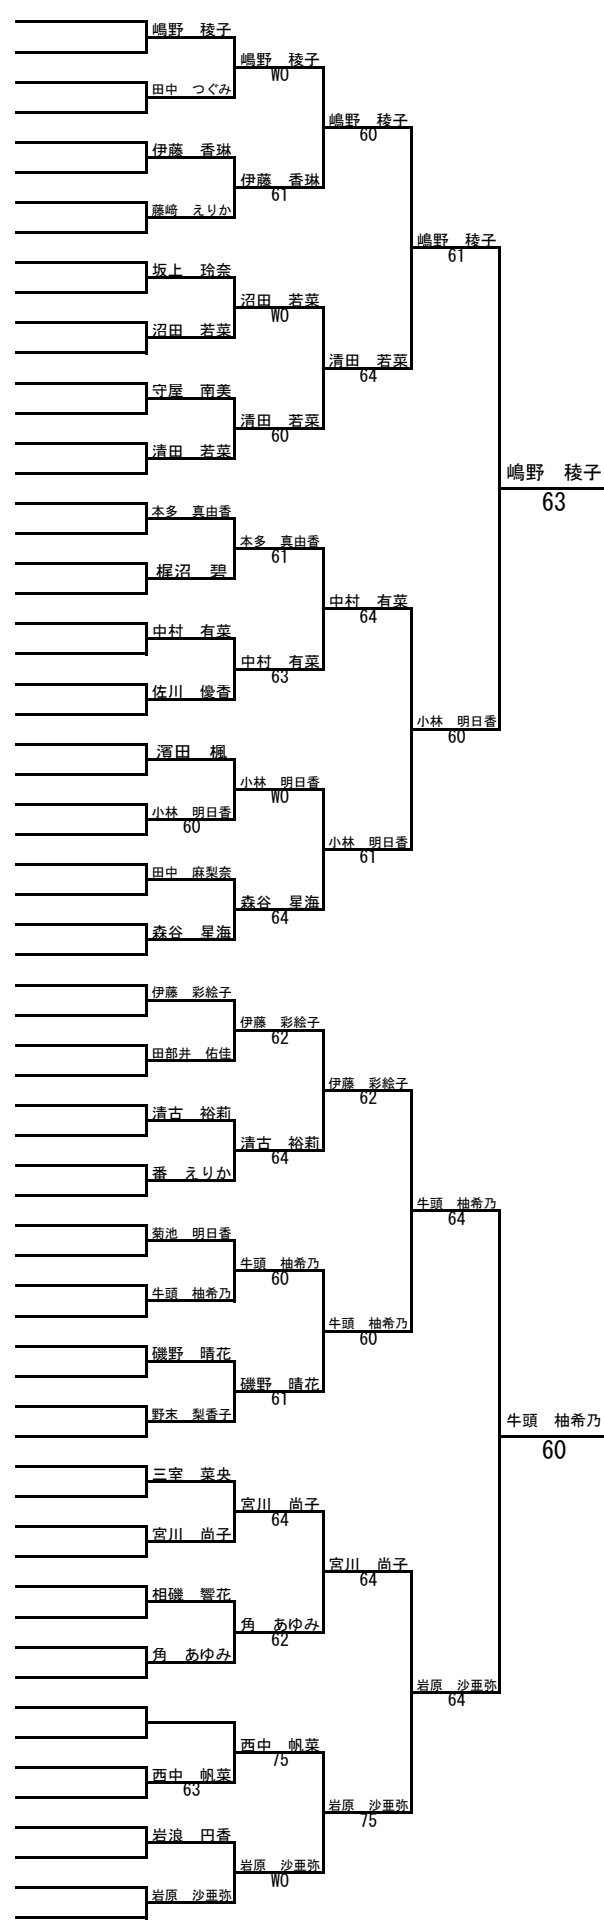 嶋野　稜子
嶋野　稜子
WO
田中　つぐみ
嶋野　稜子
60
伊藤　香琳
伊藤　香琳
61
藤﨑　えりか
嶋野　稜子
61
坂上　玲奈
沼田　若菜
WO
沼田　若菜
清田　若菜
64
守屋　南美
清田　若菜
60
清田　若菜
嶋野　稜子
63
本多　真由香
本多　真由香
61
梶沼　碧
中村　有菜
64
中村　有菜
中村　有菜
63
佐川　優香
小林　明日香
60
濱田　楓
小林　明日香
WO
小林　明日香
60
小林　明日香
61
田中　麻梨奈
森谷　星海
64
森谷　星海
伊藤　彩絵子
伊藤　彩絵子
62
田部井　佑佳
伊藤　彩絵子
62
清古　裕莉
清古　裕莉
64
番　えりか
牛頭　柚希乃
64
菊池　明日香
牛頭　柚希乃
60
牛頭　柚希乃
牛頭　柚希乃
60
磯野　晴花
磯野　晴花
61
野末　梨香子
牛頭　柚希乃
60
三室　菜央
宮川　尚子
64
宮川　尚子
宮川　尚子
64
相磯　響花
角　あゆみ
62
角　あゆみ
岩原　沙亜弥
64
西中　帆菜
75
西中　帆菜
63
岩原　沙亜弥
75
岩浪　円香
岩原　沙亜弥
WO
岩原　沙亜弥